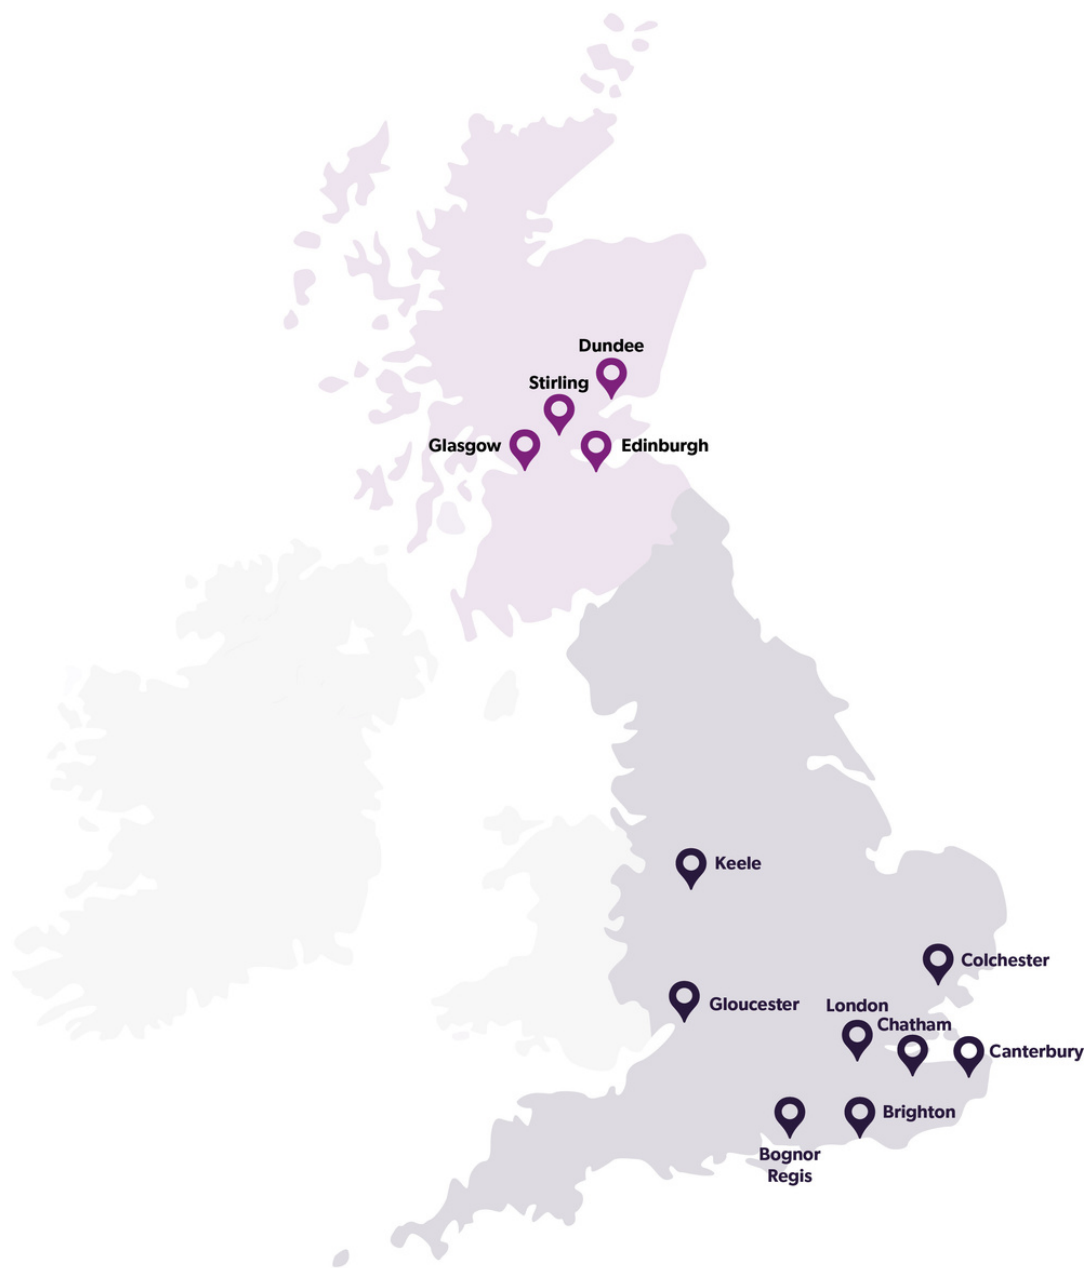 Dundee
Stirling
Glasgow
Edinburgh
Keele
Colchester
Gloucester
London
Chatham
Canterbury
Brighton
Bognor
Regis